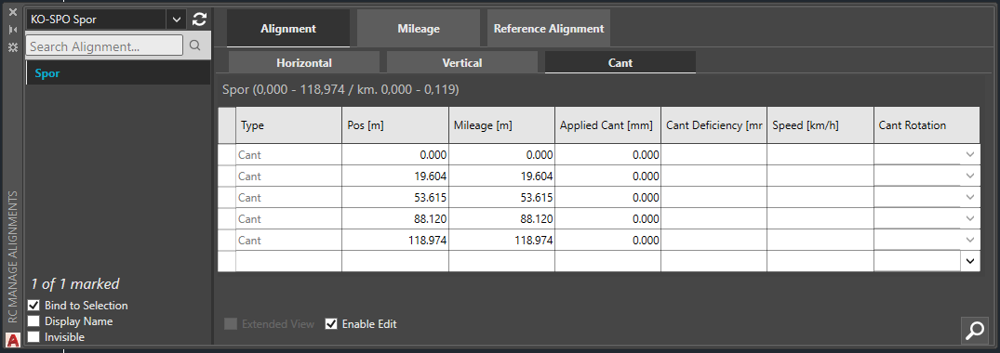 KO-SPO Spor
Search Alignment...
Spor
1 of 1 marked
Bind to Selection
Display Name
Invisible
RC MANAGE ALIGNMENTS
Alignment Mileage Reference Alignment
Horizontal Vertical Cant
Spor (0,000 - 118,974 / km. 0,000 - 0,119)
Type Pos [m] Mileage [m] Applied Cant [mm] Cant Deficiency [mr Speed [km/h] Cant Rotation
Cant 0.000 0.000 0.000
Cant 19.604 19.604 0.000
Cant 53.615 53.615 0.000
Cant 88.120 88.120 0.000
Cant 118.974 118.974 0.000
Extended View Enable Edit
A